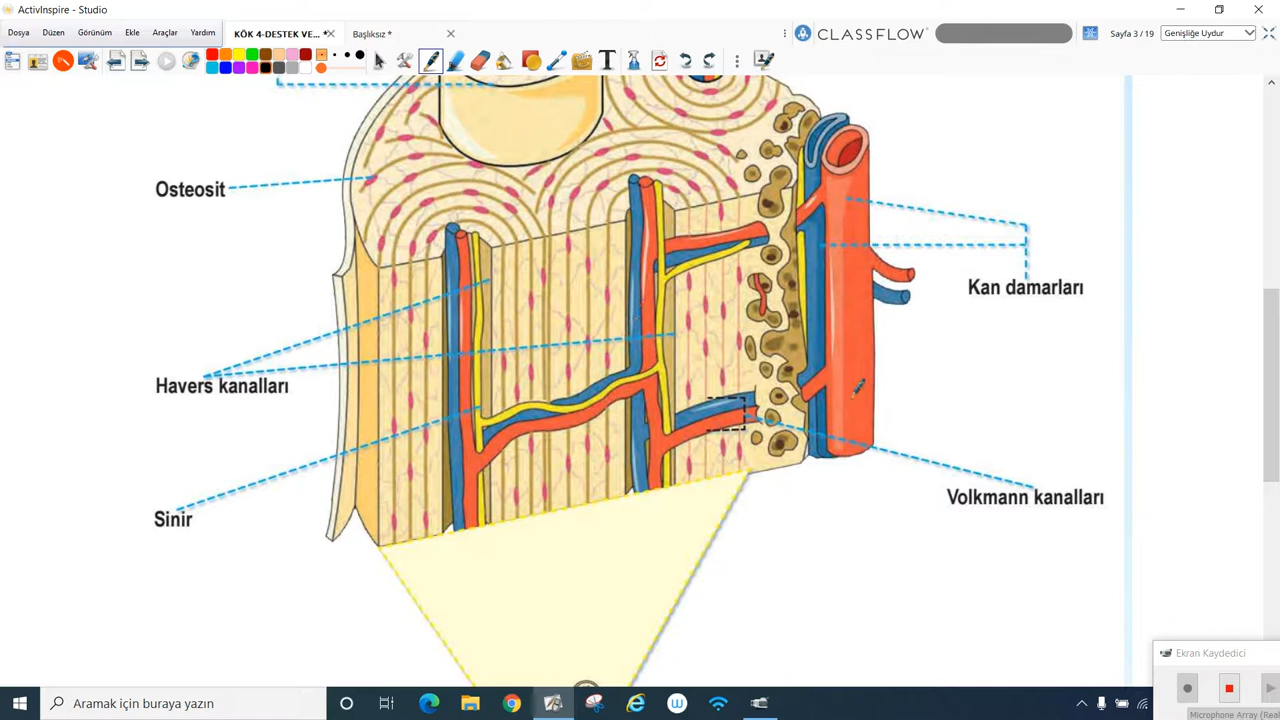 ActivInspire - Studio
Dosya Düzen Görünüm Ekle Araçlar Yardım
KÖK 4-DESTEK VE... *
Başlıksız *
CLASSFLOW
Sayfa 3 / 19
Genişliğe Uydur
Osteosit
Kan damarları
Havers kanalları
Volkmann kanalları
Sinir
Ekran Kaydedici
Aramak için buraya yazın
Microphone Array (Real